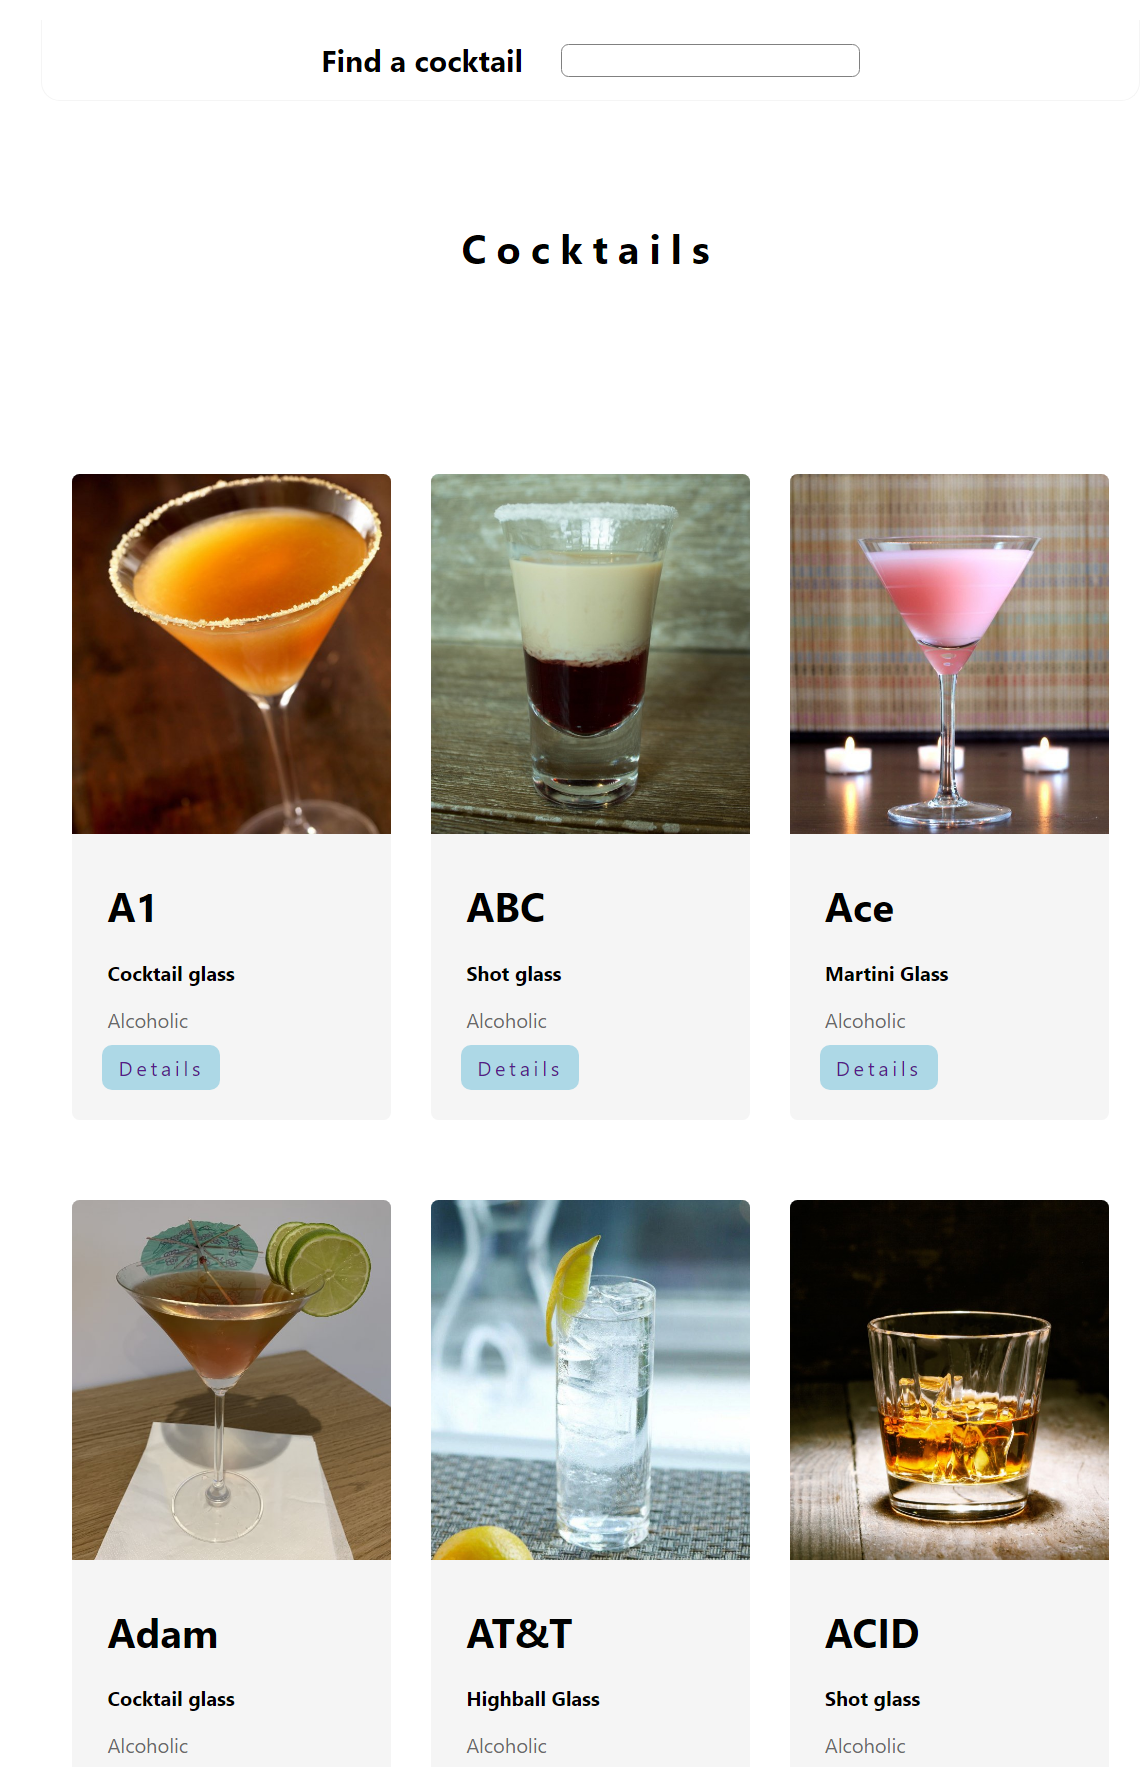 Find a cocktail
Cocktails
A1
Cocktail glass
Alcoholic
Details
ABC
Shot glass
Alcoholic
Details
Ace
Martini Glass
Alcoholic
Details
Adam
Cocktail glass
Alcoholic
AT&T
Highball Glass
Alcoholic
ACID
Shot glass
Alcoholic